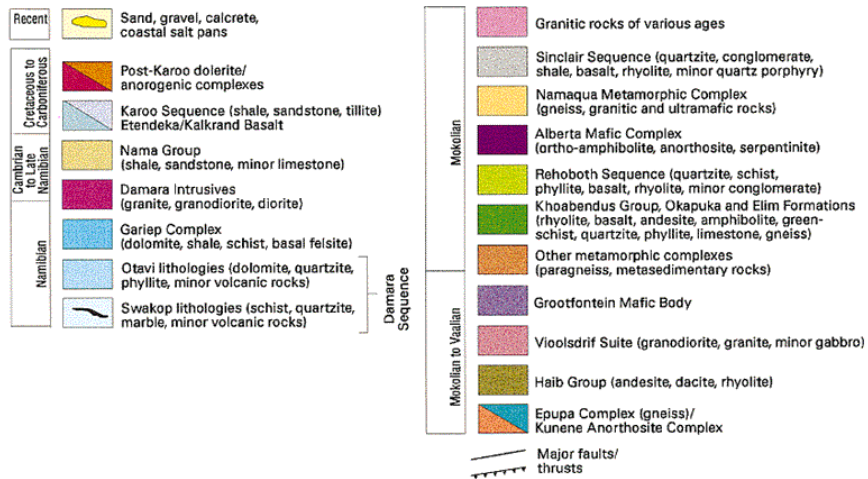 Recent
Sand, gravel, calcrete,
coastal salt pans
Cretaceous to
Carboniferous
Post-Karoo dolerite/
anorogenic complexes
Karoo Sequence (shale, sandstone, tillite)
Etendeka/Kalkrand Basalt
Cambrian
to Late
Namibian
Nama Group
(shale, sandstone, minor limestone)
Damara Intrusives
(granite, granodiorite, diorite)
Namibian
Gariep Complex
(dolomite, shale, schist, basal felsite)
Otavi lithologies (dolomite, quartzite,
phyllite, minor volcanic rocks)
Swakop lithologies (schist, quartzite,
marble, minor volcanic rocks)
Damara
Sequence
Mokolian
Granitic rocks of various ages
Sinclair Sequence (quartzite, conglomerate,
shale, basalt, rhyolite, minor quartz porphyry)
Namaqua Metamorphic Complex
(gneiss, granitic and ultramafic rocks)
Alberta Mafic Complex
(ortho-amphibolite, anorthosite, serpentinite)
Rehoboth Sequence (quartzite, schist,
phyllite, basalt, rhyolite, minor conglomerate)
Khoabendus Group, Okapuka and Elim Formations
(rhyolite, basalt, andesite, amphibolite, green-
schist, quartzite, phyllite, limestone, gneiss)
Other metamorphic complexes
(paragneiss, metasedimentary rocks)
Mokolian to Vaalian
Grootfontein Mafic Body
Vioolsdrif Suite (granodiorite, granite, minor gabbro)
Haib Group (andesite, dacite, rhyolite)
Epupa Complex (gneiss)/
Kunene Anorthosite Complex
Major faults/
thrusts